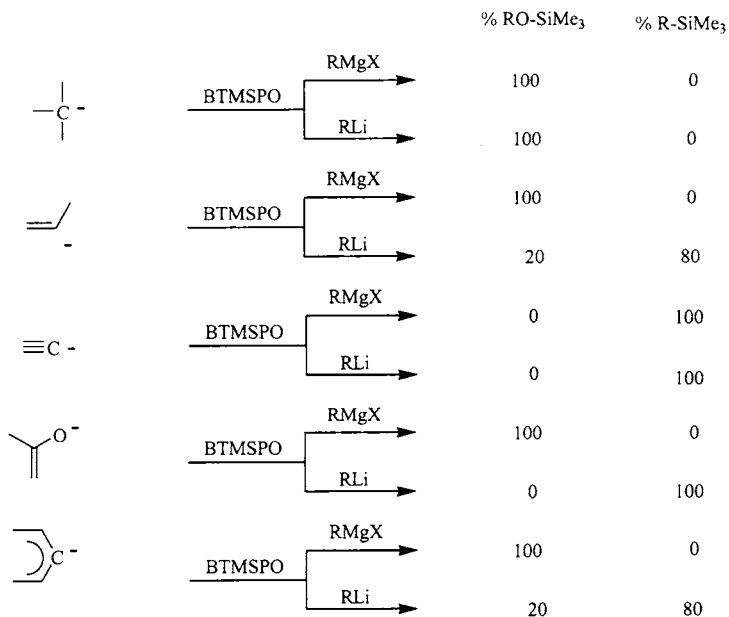 % RO-SiMe3 % R-SiMe3
RMgX 100 0
C - BTMSPO
RLi 100 0
RMgX 100 0
- BTMSPO
RLi 20 80
RMgX 0 100
C - BTMSPO
RLi 0 100
RMgX 100 0
O - BTMSPO
RLi 0 100
RMgX 100 0
C - BTMSPO
RLi 20 80